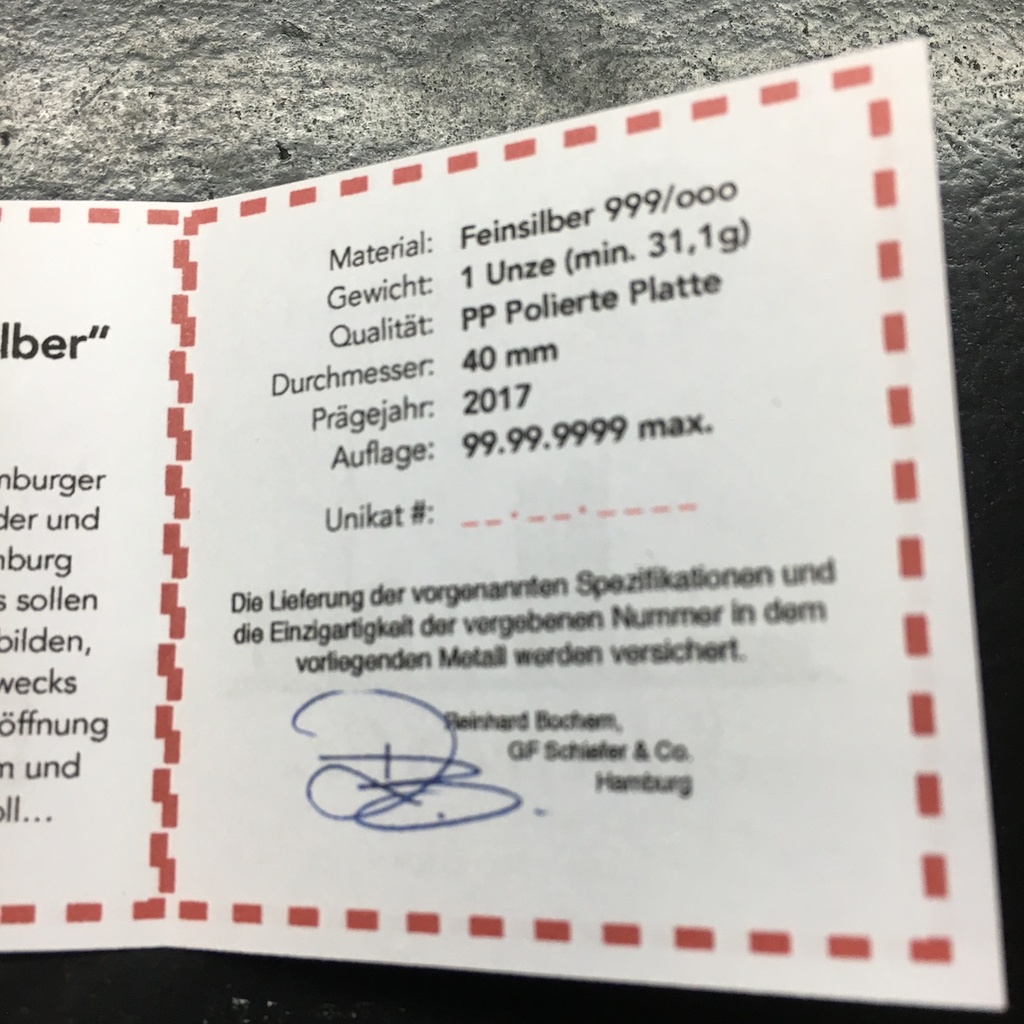 lber“
nburger
der und
nburg
s sollen
bilden,
wecks
öffnung
m und
oll...
Material: Feinsilber 999/ooo
Gewicht: 1 Unze (min. 31,1g)
Qualität: PP Polierte Platte
Durchmesser: 40 mm
Prägejahr: 2017
Auflage: 99.99.9999 max.
Unikat #: _ _ . _ _ . _ _ _ _
Die Lieferung der vorgenannten Spezifikationen und
die Einzigartigkeit der vergebenen Nummer in dem
vorliegenden Metall werden versichert.
Reinhard Bochem,
GF Schiefer & Co.
Hamburg